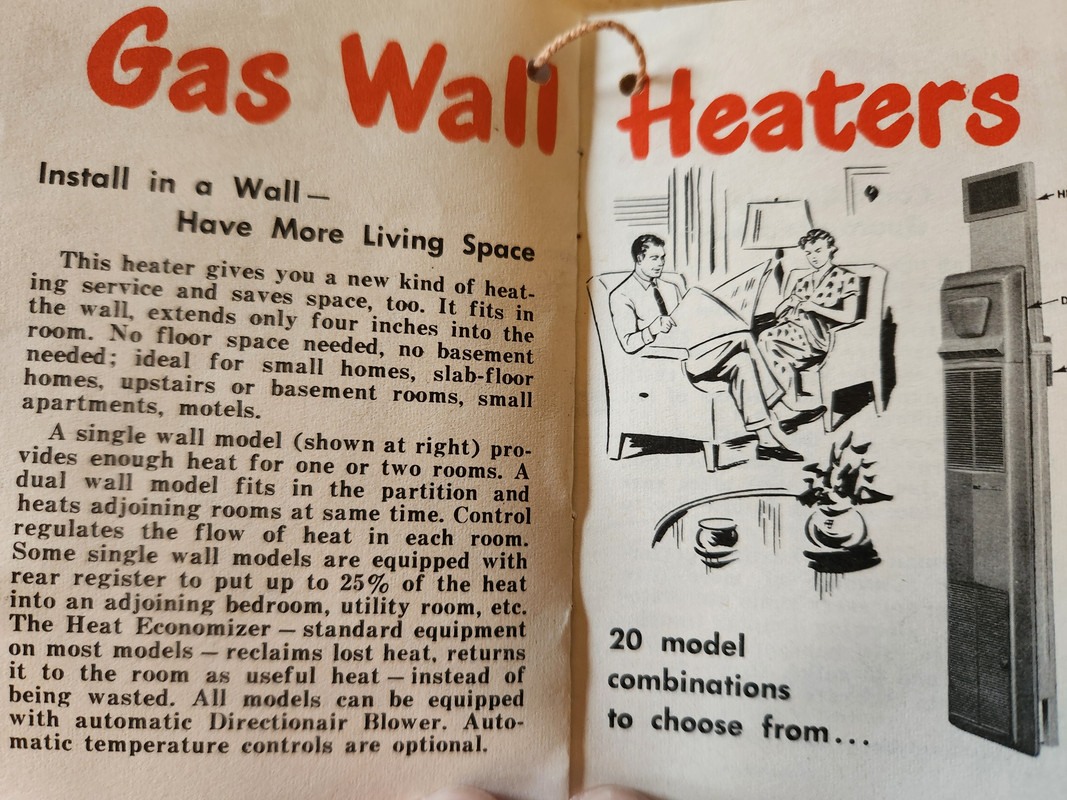 Gas Wall Heaters
Install in a Wall—
Have More Living Space
This heater gives you a new kind of heat-
ing service and saves space, too. It fits in
the wall, extends only four inches into the
room. No floor space needed, no basement
needed; ideal for small homes, slab-floor
homes, upstairs or basement rooms, small
apartments, motels.
A single wall model (shown at right) pro-
vides enough heat for one or two rooms. A
dual wall model fits in the partition and
heats adjoining rooms at same time. Control
regulates the flow of heat in each room.
Some single wall models are equipped with
rear register to put up to 25% of the heat
into an adjoining bedroom, utility room, etc.
The Heat Economizer — standard equipment
on most models — reclaims lost heat, returns
it to the room as useful heat — instead of
being wasted. All models can be equipped
with automatic Directionair Blower. Auto-
matic temperature controls are optional.
20 model
combinations
to choose from...